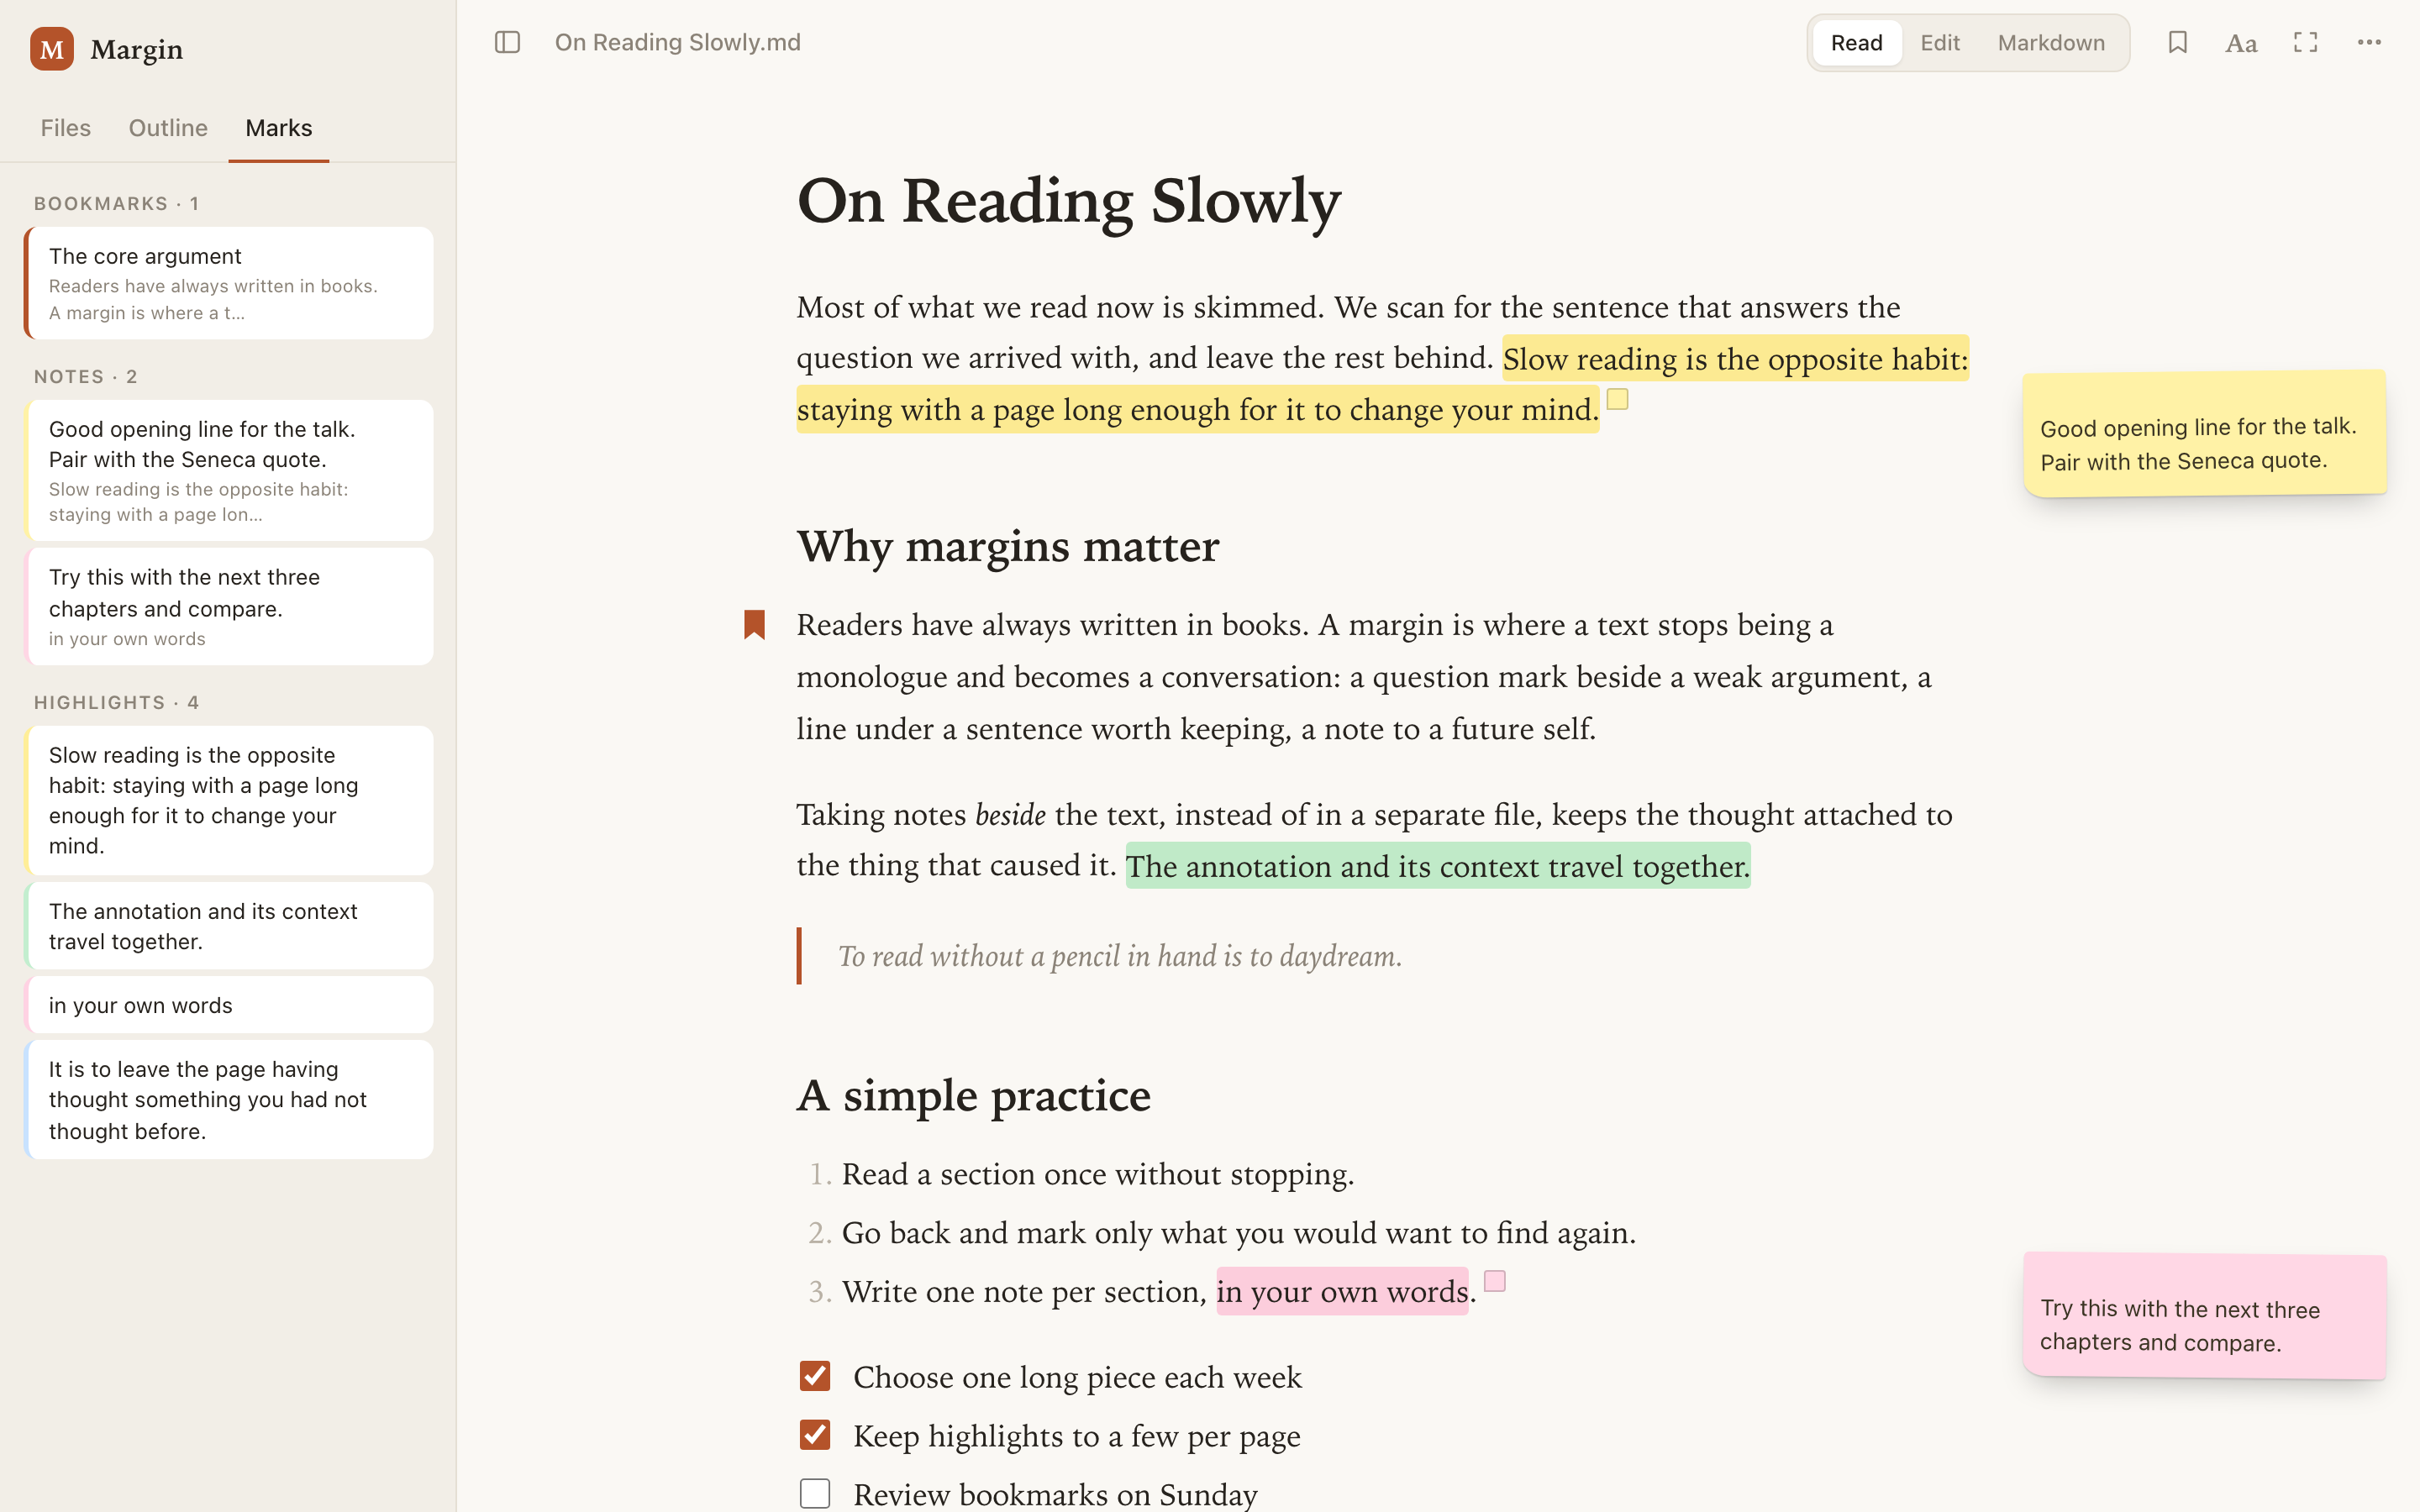 M Margin
Files Outline Marks
BOOKMARKS · 1
The core argument
Readers have always written in books.
A margin is where a t...
NOTES · 2
Good opening line for the talk.
Pair with the Seneca quote.
Slow reading is the opposite habit:
staying with a page lon...
Try this with the next three
chapters and compare.
in your own words
HIGHLIGHTS · 4
Slow reading is the opposite
habit: staying with a page long
enough for it to change your
mind.
The annotation and its context
travel together.
in your own words
It is to leave the page having
thought something you had not
thought before.
On Reading Slowly.md
Read Edit Markdown Aa
On Reading Slowly
Most of what we read now is skimmed. We scan for the sentence that answers the
question we arrived with, and leave the rest behind. Slow reading is the opposite habit:
staying with a page long enough for it to change your mind.
Good opening line for the talk.
Pair with the Seneca quote.
Why margins matter
Readers have always written in books. A margin is where a text stops being a
monologue and becomes a conversation: a question mark beside a weak argument, a
line under a sentence worth keeping, a note to a future self.
Taking notes beside the text, instead of in a separate file, keeps the thought attached to
the thing that caused it. The annotation and its context travel together.
To read without a pencil in hand is to daydream.
A simple practice
1. Read a section once without stopping.
2. Go back and mark only what you would want to find again.
3. Write one note per section, in your own words.
Try this with the next three
chapters and compare.
Choose one long piece each week
Keep highlights to a few per page
Review bookmarks on Sunday